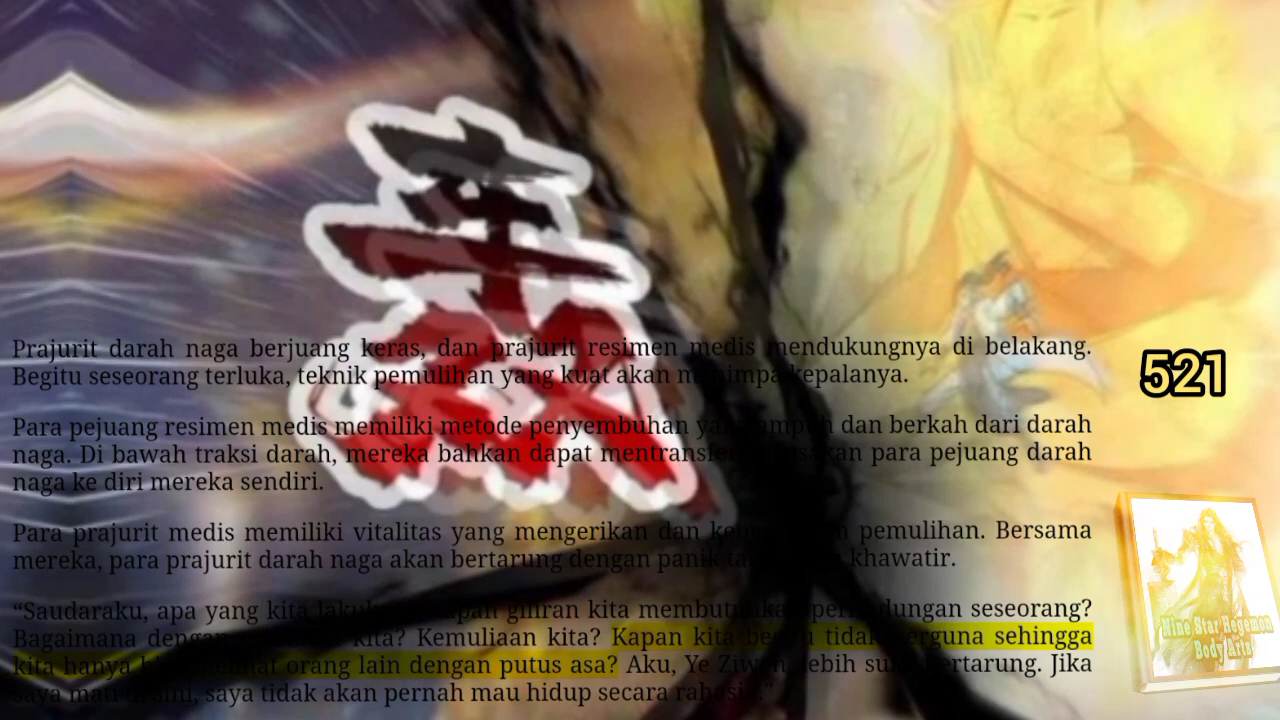 Prajurit darah naga berjuang keras, dan prajurit resimen medis mendukungnya di belakang.
Begitu seseorang terluka, teknik pemulihan yang kuat akan menimpa kepalanya.
521
Para pejuang resimen medis memiliki metode penyembuhan dan berkah dari darah
naga. Di bawah traksi darah, mereka bahkan dapat para pejuang darah
naga ke diri mereka sendiri.
Para prajurit medis memiliki vitalitas yang mengerikan dan pemulihan. Bersama
mereka, para prajurit darah naga akan bertarung dengan panik khawatir.
“Saudaraku, apa yang kita giliran kita seseorang?
Bagaimana dengan kita? Kemuliaan kita? Kapan kita begitu tidak berguna sehingga
kita hanya orang lain dengan putus asa? Aku, Ye lebih bertarung. Jika
saya mati di sini, saya tidak akan pernah mau hidup secara
Nine Star Hegemon
Body Arts